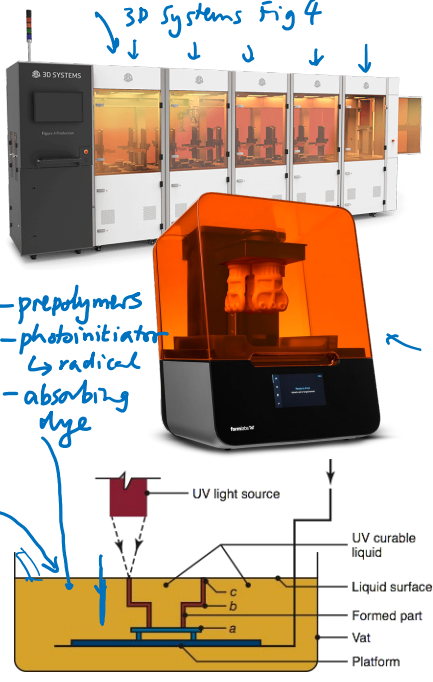 3D Systems Fig 4
3D SYSTEMS
Figure 4 Production
- prepolymers
- photoinitiator
↳ radical
- absorbing
dye
formlabs
UV light source
UV curable
liquid
c
Liquid surface
b
Formed part
a
Vat
Platform